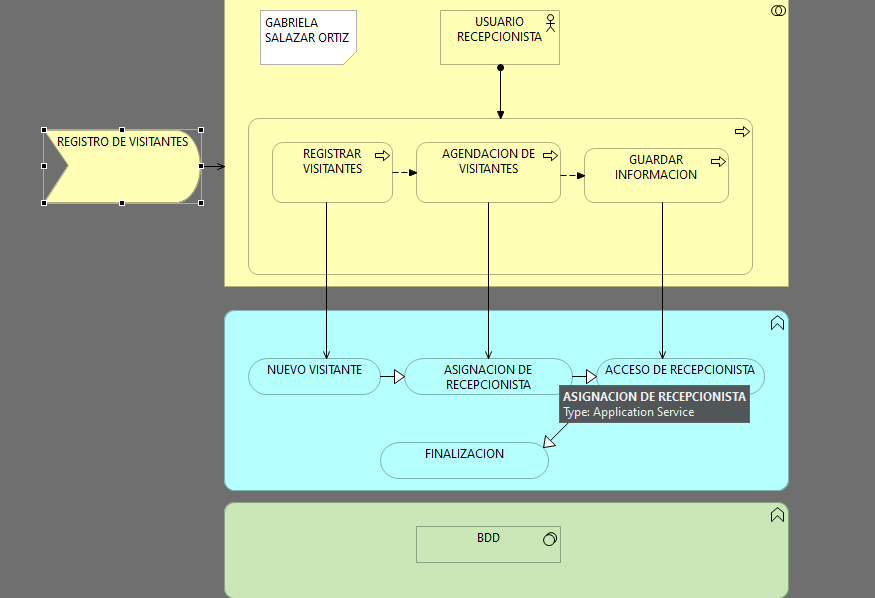 GABRIELA
SALAZAR ORTIZ
USUARIO
RECEPCIONISTA
REGISTRO DE VISITANTES
REGISTRAR
VISITANTES
AGENDACION DE
VISITANTES
GUARDAR
INFORMACION
NUEVO VISITANTE
ASIGNACION DE
RECEPCIONISTA
ACCESO DE RECEPCIONISTA
ASIGNACION DE RECEPCIONISTA
Type: Application Service
FINALIZACION
BDD